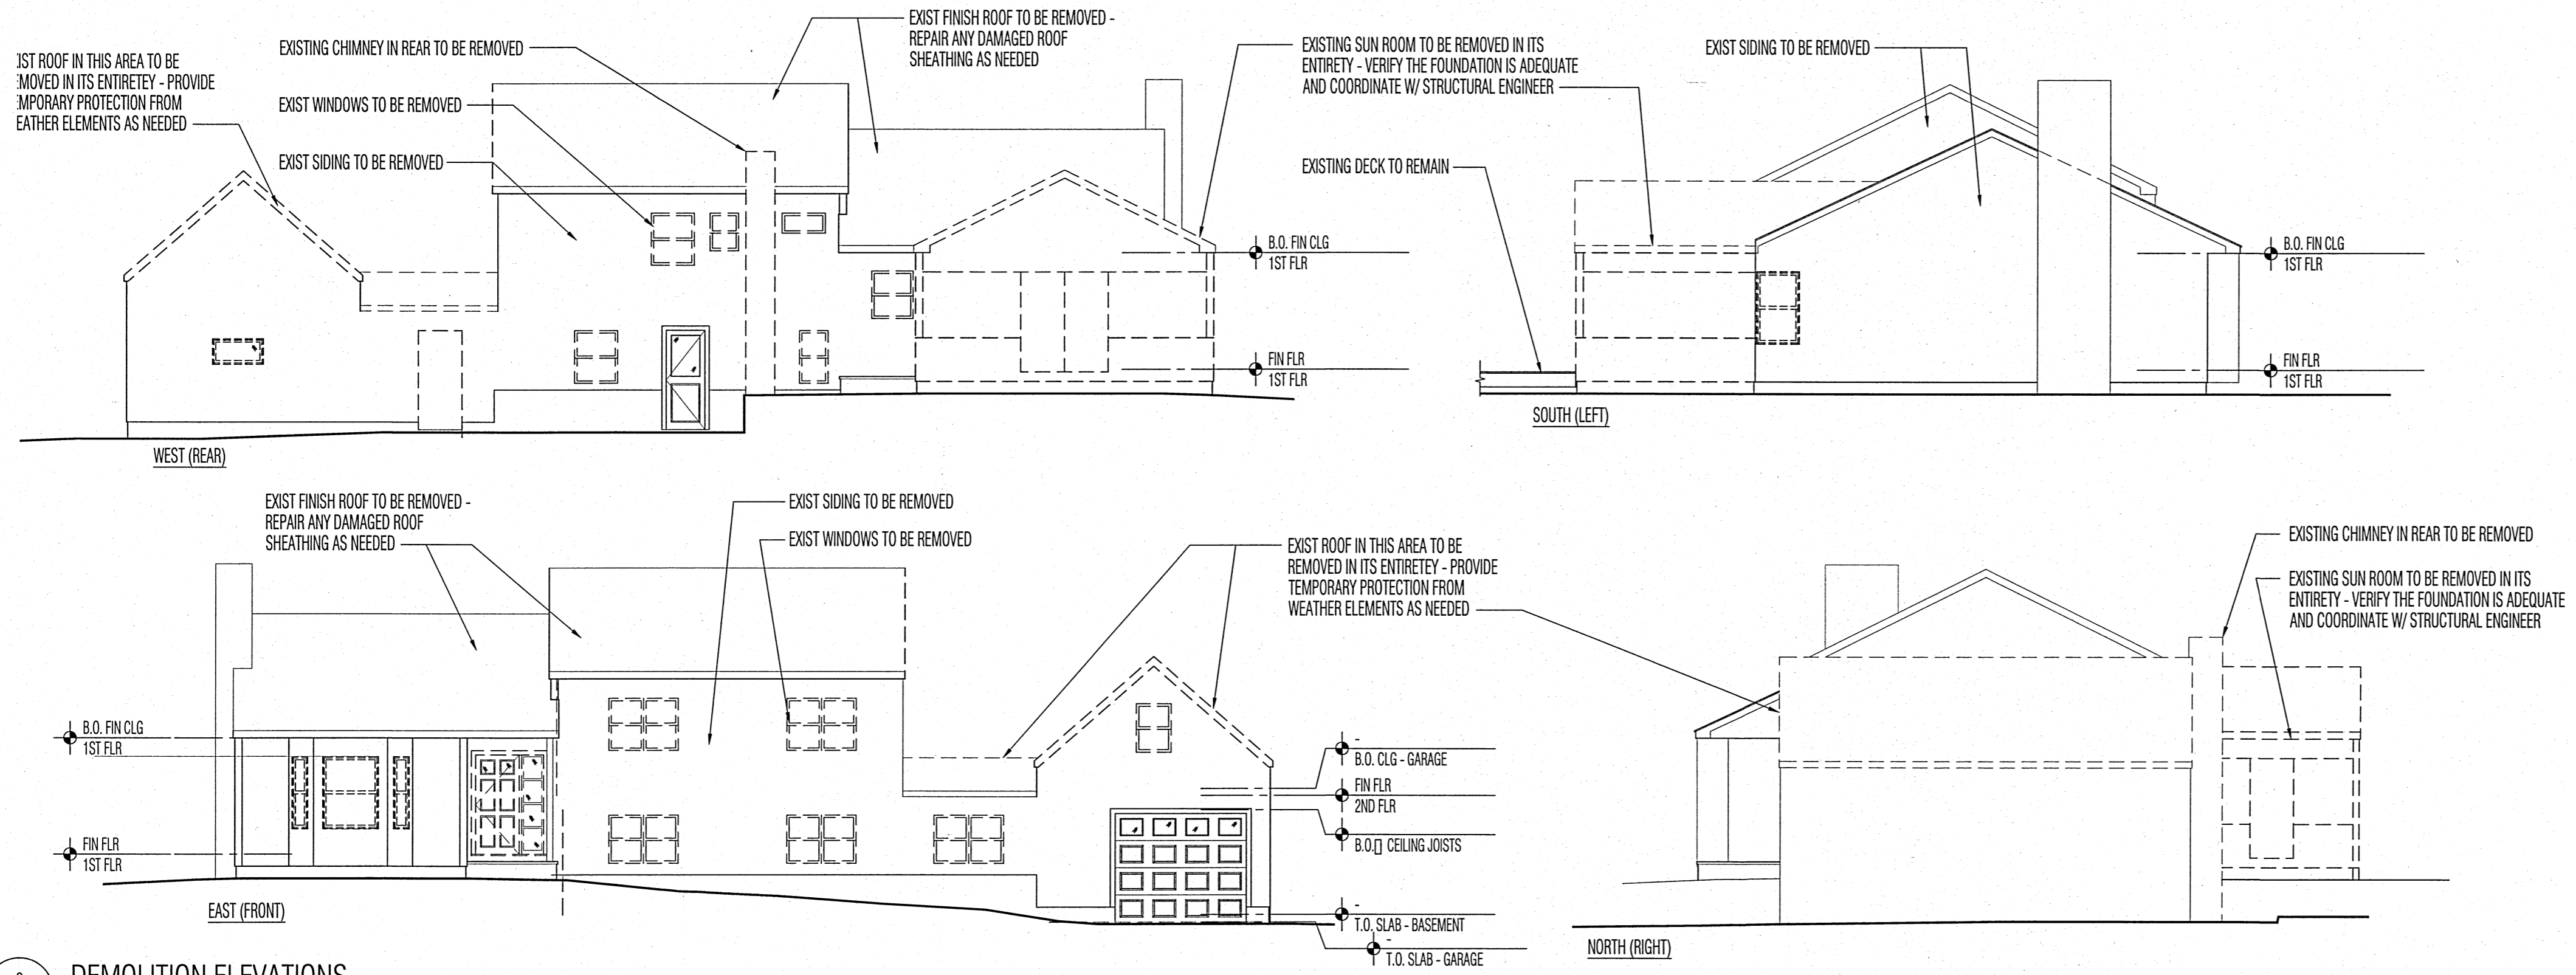 EXIST FINISH ROOF TO BE REMOVED -
REPAIR ANY DAMAGED ROOF
SHEATHING AS NEEDED
EXISTING CHIMNEY IN REAR TO BE REMOVED
IST ROOF IN THIS AREA TO BE
MOVED IN ITS ENTIRETEY - PROVIDE
MPORARY PROTECTION FROM
EATHER ELEMENTS AS NEEDED
EXIST WINDOWS TO BE REMOVED
EXIST SIDING TO BE REMOVED
B.O. FIN CLG
1ST FLR
FIN FLR
1ST FLR
WEST (REAR)
EXISTING SUN ROOM TO BE REMOVED IN ITS
ENTIRETY - VERIFY THE FOUNDATION IS ADEQUATE
AND COORDINATE W/ STRUCTURAL ENGINEER
EXIST SIDING TO BE REMOVED
EXISTING DECK TO REMAIN
B.O. FIN CLG
1ST FLR
FIN FLR
1ST FLR
SOUTH (LEFT)
EXIST FINISH ROOF TO BE REMOVED -
REPAIR ANY DAMAGED ROOF
SHEATHING AS NEEDED
EXIST SIDING TO BE REMOVED
EXIST WINDOWS TO BE REMOVED
EXIST ROOF IN THIS AREA TO BE
REMOVED IN ITS ENTIRETEY - PROVIDE
TEMPORARY PROTECTION FROM
WEATHER ELEMENTS AS NEEDED
B.O. FIN CLG
1ST FLR
FIN FLR
1ST FLR
-
B.O. CLG - GARAGE
FIN FLR
2ND FLR
B.O.▯ CEILING JOISTS
-
T.O. SLAB - BASEMENT
-
T.O. SLAB - GARAGE
EAST (FRONT)
EXISTING CHIMNEY IN REAR TO BE REMOVED
EXISTING SUN ROOM TO BE REMOVED IN ITS
ENTIRETY - VERIFY THE FOUNDATION IS ADEQUATE
AND COORDINATE W/ STRUCTURAL ENGINEER
NORTH (RIGHT)
DEMOLITION ELEVATIONS